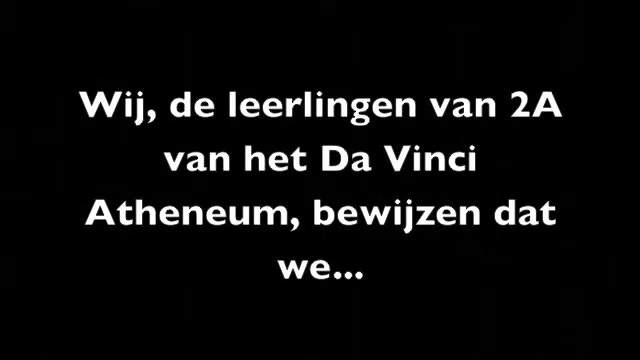 Wij, de leerlingen van 2A
van het Da Vinci
Atheneum, bewijzen dat
we...